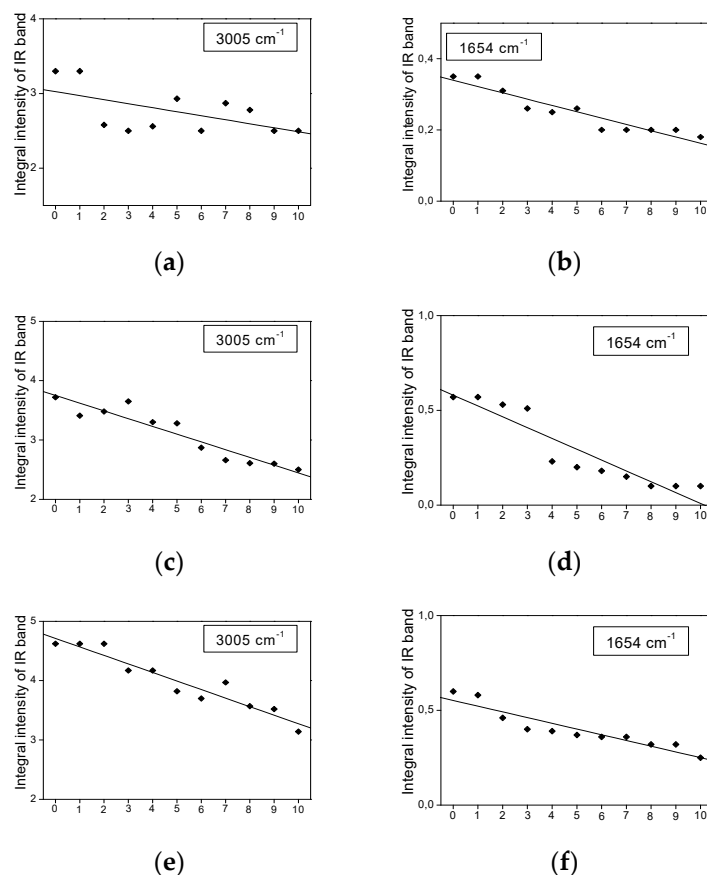 4
3
2
Integral intensity of IR band
3005 cm⁻¹
0 1 2 3 4 5 6 7 8 9 10
(a)
0,4
0,2
0,0
Integral intensity of IR band
1654 cm⁻¹
0 1 2 3 4 5 6 7 8 9 10
(b)
5
4
3
2
Integral intensity of IR band
3005 cm⁻¹
0 1 2 3 4 5 6 7 8 9 10
(c)
1,0
0,5
0,0
Integral intensity of IR band
1654 cm⁻¹
0 1 2 3 4 5 6 7 8 9 10
(d)
5
4
3
2
Integral intensity of IR band
3005 cm⁻¹
0 1 2 3 4 5 6 7 8 9 10
(e)
1,0
0,5
0,0
Integral intensity of IR band
1654 cm⁻¹
0 1 2 3 4 5 6 7 8 9 10
(f)